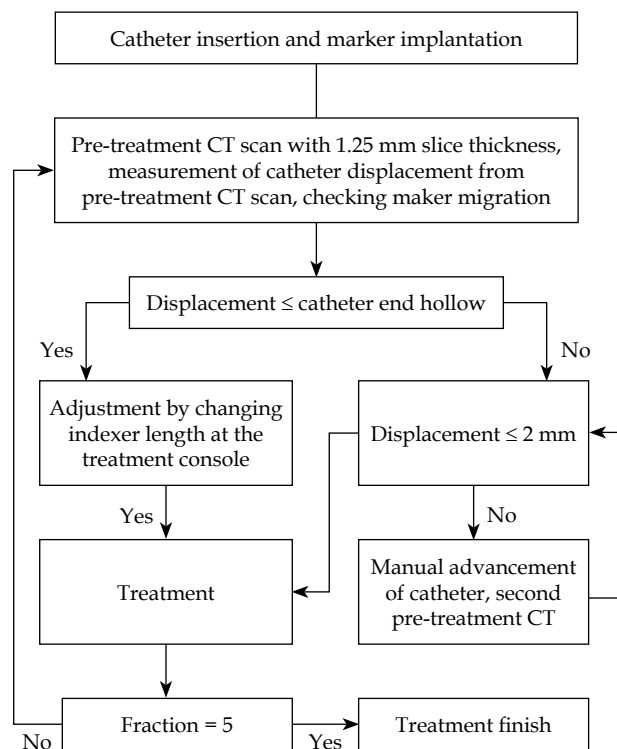 Catheter insertion and marker implantation
Pre-treatment CT scan with 1.25 mm slice thickness,
measurement of catheter displacement from
pre-treatment CT scan, checking maker migration
Displacement ≤ catheter end hollow
Yes
No
Adjustment by changing
indexer length at the
treatment console
Displacement ≤ 2 mm
Yes
No
Treatment
Manual advancement
of catheter, second
pre-treatment CT
No
Fraction = 5
Yes
Treatment finish